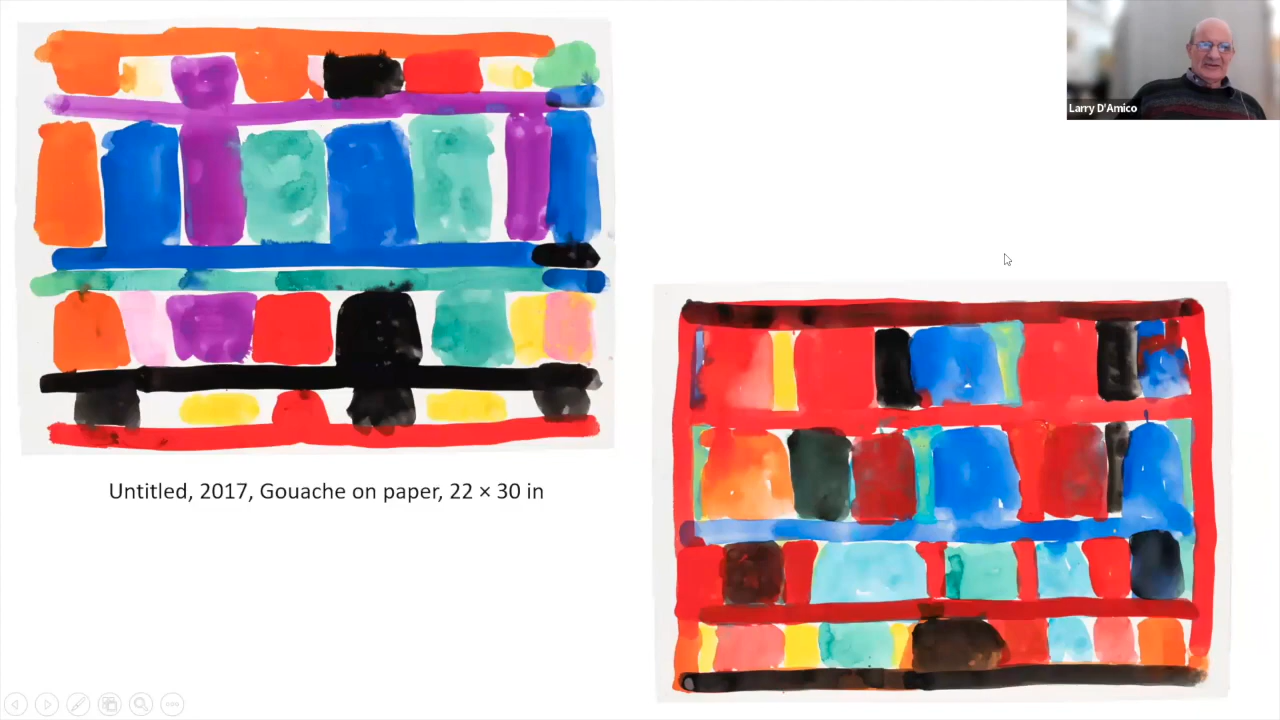 Larry D'Amico
Untitled, 2017, Gouache on paper, 22 × 30 in